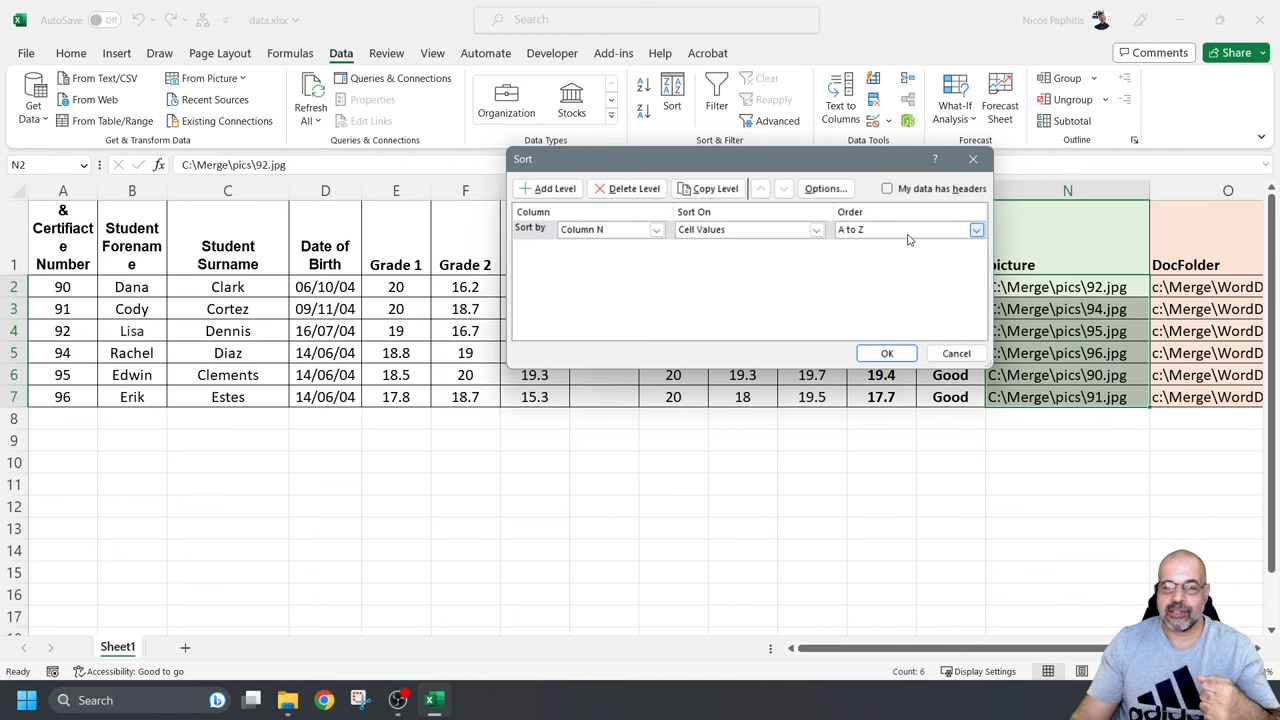 AutoSave Off data.xlsx Search Nicos Paphitis
File Home Insert Draw Page Layout Formulas Data Review View Automate Developer Add-ins Help Acrobat Comments Share
From Text/CSV From Picture Queries & Connections Clear Group
From Web Recent Sources Properties Reapply Ungroup
From Table/Range Existing Connections Edit Links Advanced Subtotal
Get Data Refresh All Organization Stocks Sort Filter Text to Columns What-If Analysis Forecast Sheet
Get & Transform Data Queries & Connections Data Types Sort & Filter Data Tools Forecast Outline
N2 fx C:\Merge\pics\92.jpg
Sort ?
Add Level Delete Level Copy Level Options... My data has headers
Column Sort On Order
Sort by Column N Cell Values A to Z
OK Cancel
A B C D E F N O
&
Certifiact
e
Number
Student
Forenam
e
Student
Surname
Date of
Birth
Grade 1 Grade 2 picture DocFolder
1
2 90 Dana Clark 06/10/04 20 16.2 C:\Merge\pics\92.jpg c:\Merge\WordD
3 91 Cody Cortez 09/11/04 20 18.7 C:\Merge\pics\94.jpg c:\Merge\WordD
4 92 Lisa Dennis 16/07/04 19 16.7 C:\Merge\pics\95.jpg c:\Merge\WordD
5 94 Rachel Diaz 14/06/04 18.8 19 C:\Merge\pics\96.jpg c:\Merge\WordD
6 95 Edwin Clements 14/06/04 18.5 20 19.3 20 19.3 19.7 19.4 Good C:\Merge\pics\90.jpg c:\Merge\WordD
7 96 Erik Estes 14/06/04 17.8 18.7 15.3 20 18 19.5 17.7 Good C:\Merge\pics\91.jpg c:\Merge\WordD
8
9
10
11
12
13
14
15
16
17
Sheet1
Ready Accessibility: Good to go Count: 6 Display Settings
Search
adidas